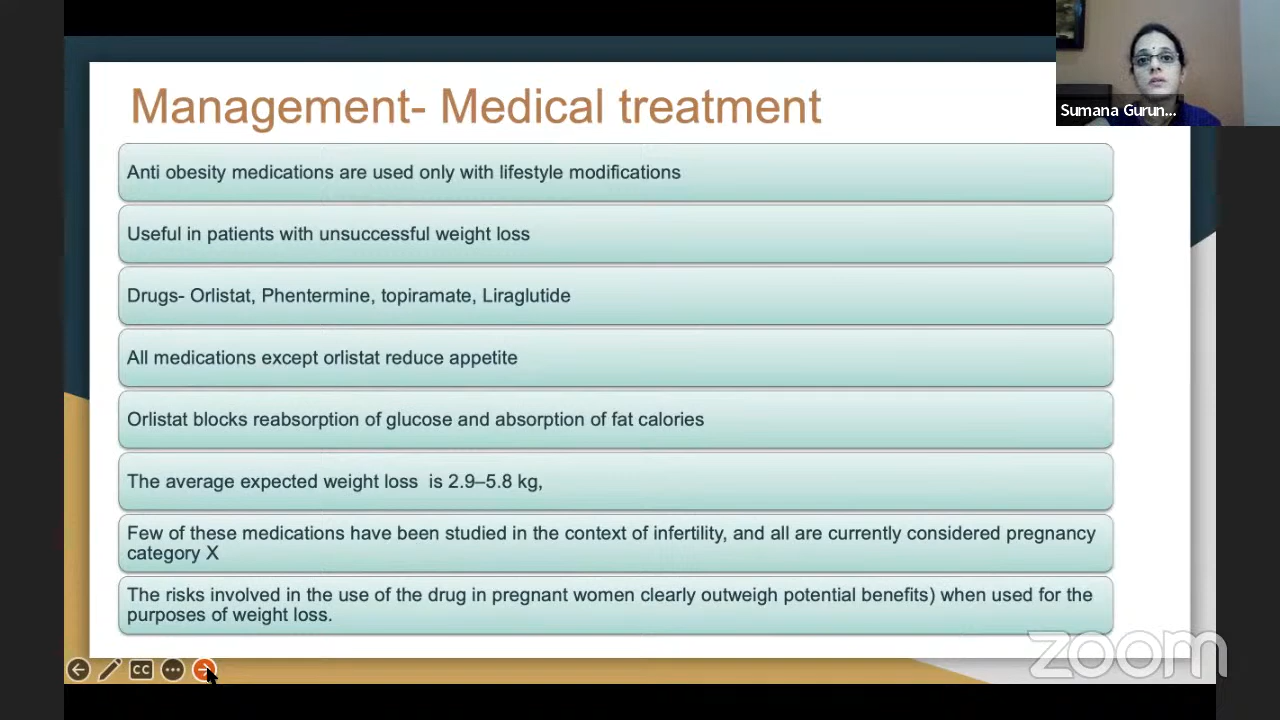 Management- Medical treatment
Sumana Gurun...
Anti obesity medications are used only with lifestyle modifications
Useful in patients with unsuccessful weight loss
Drugs- Orlistat, Phentermine, topiramate, Liraglutide
All medications except orlistat reduce appetite
Orlistat blocks reabsorption of glucose and absorption of fat calories
The average expected weight loss  is 2.9–5.8 kg,
Few of these medications have been studied in the context of infertility, and all are currently considered pregnancy
category X
The risks involved in the use of the drug in pregnant women clearly outweigh potential benefits) when used for the
purposes of weight loss.
zoom
CC